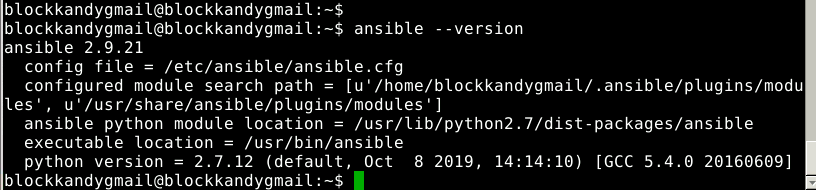 blockkandygmail@blockkandygmail:~$
blockkandygmail@blockkandygmail:~$ ansible --version
ansible 2.9.21
  config file = /etc/ansible/ansible.cfg
  configured module search path = [u'/home/blockkandygmail/.ansible/plugins/modu
les', u'/usr/share/ansible/plugins/modules']
  ansible python module location = /usr/lib/python2.7/dist-packages/ansible
  executable location = /usr/bin/ansible
  python version = 2.7.12 (default, Oct  8 2019, 14:14:10) [GCC 5.4.0 20160609]
blockkandygmail@blockkandygmail:~$